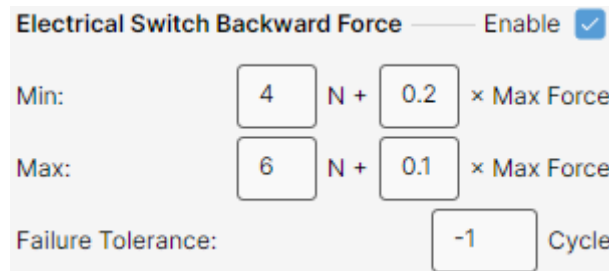 Electrical Switch Backward Force Enable
Min: 4 N + 0.2 × Max Force
Max: 6 N + 0.1 × Max Force
Failure Tolerance: -1 Cycle